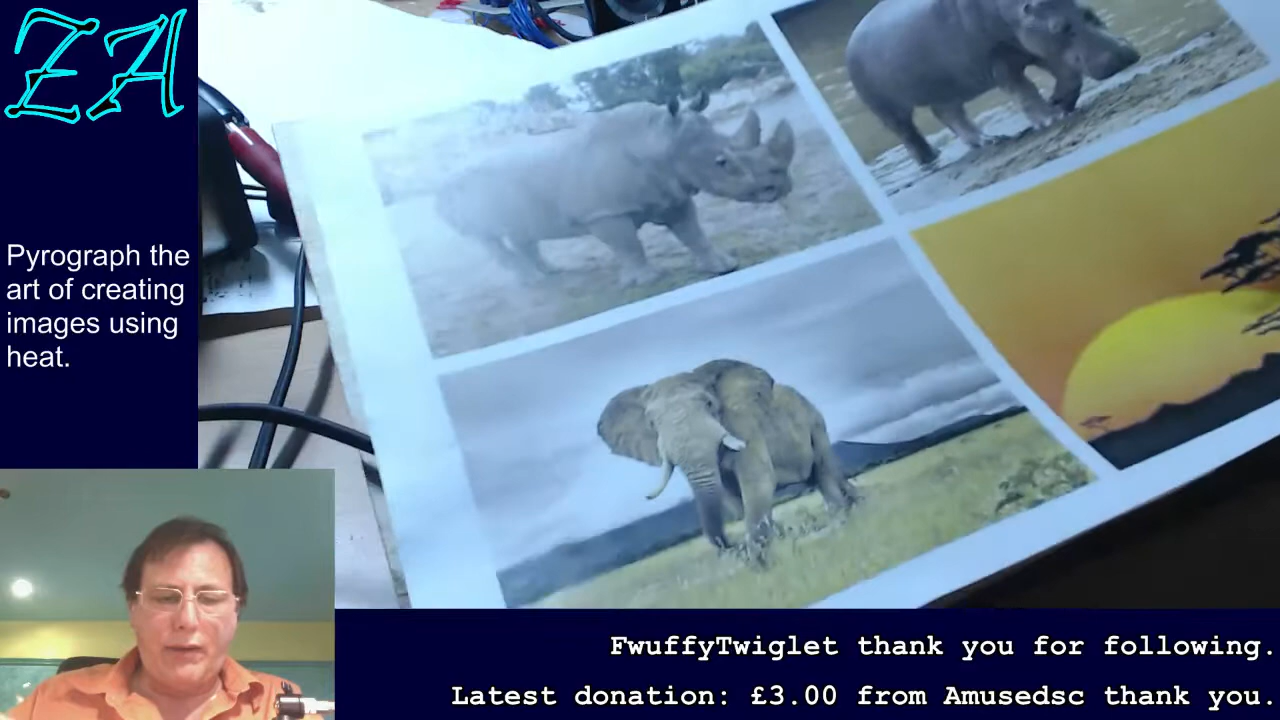 ZA
Pyrograph the
art of creating
images using
heat.
FwuffyTwiglet thank you for following.
Latest donation: £3.00 from Amusedsc thank you.